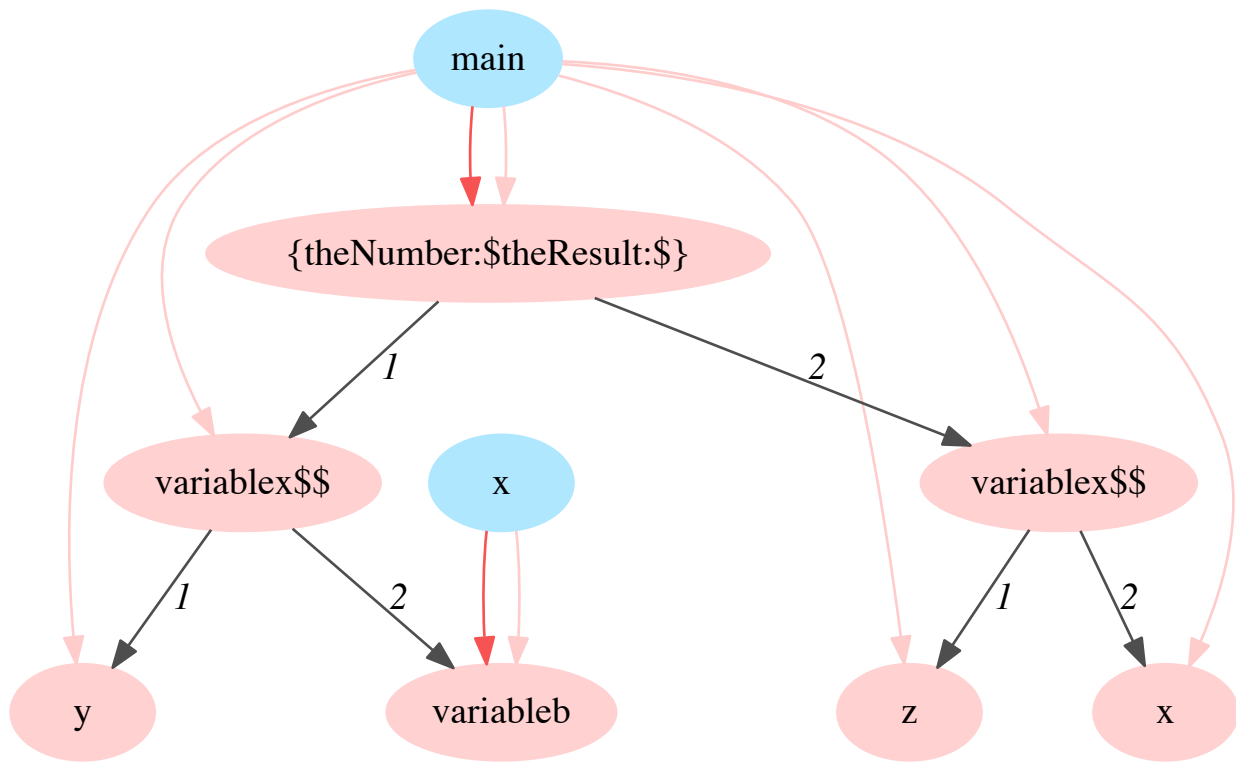 main
{theNumber:$theResult:$}
1
2
variablex$$
x
variablex$$
1
2
1
2
y
variableb
z
x